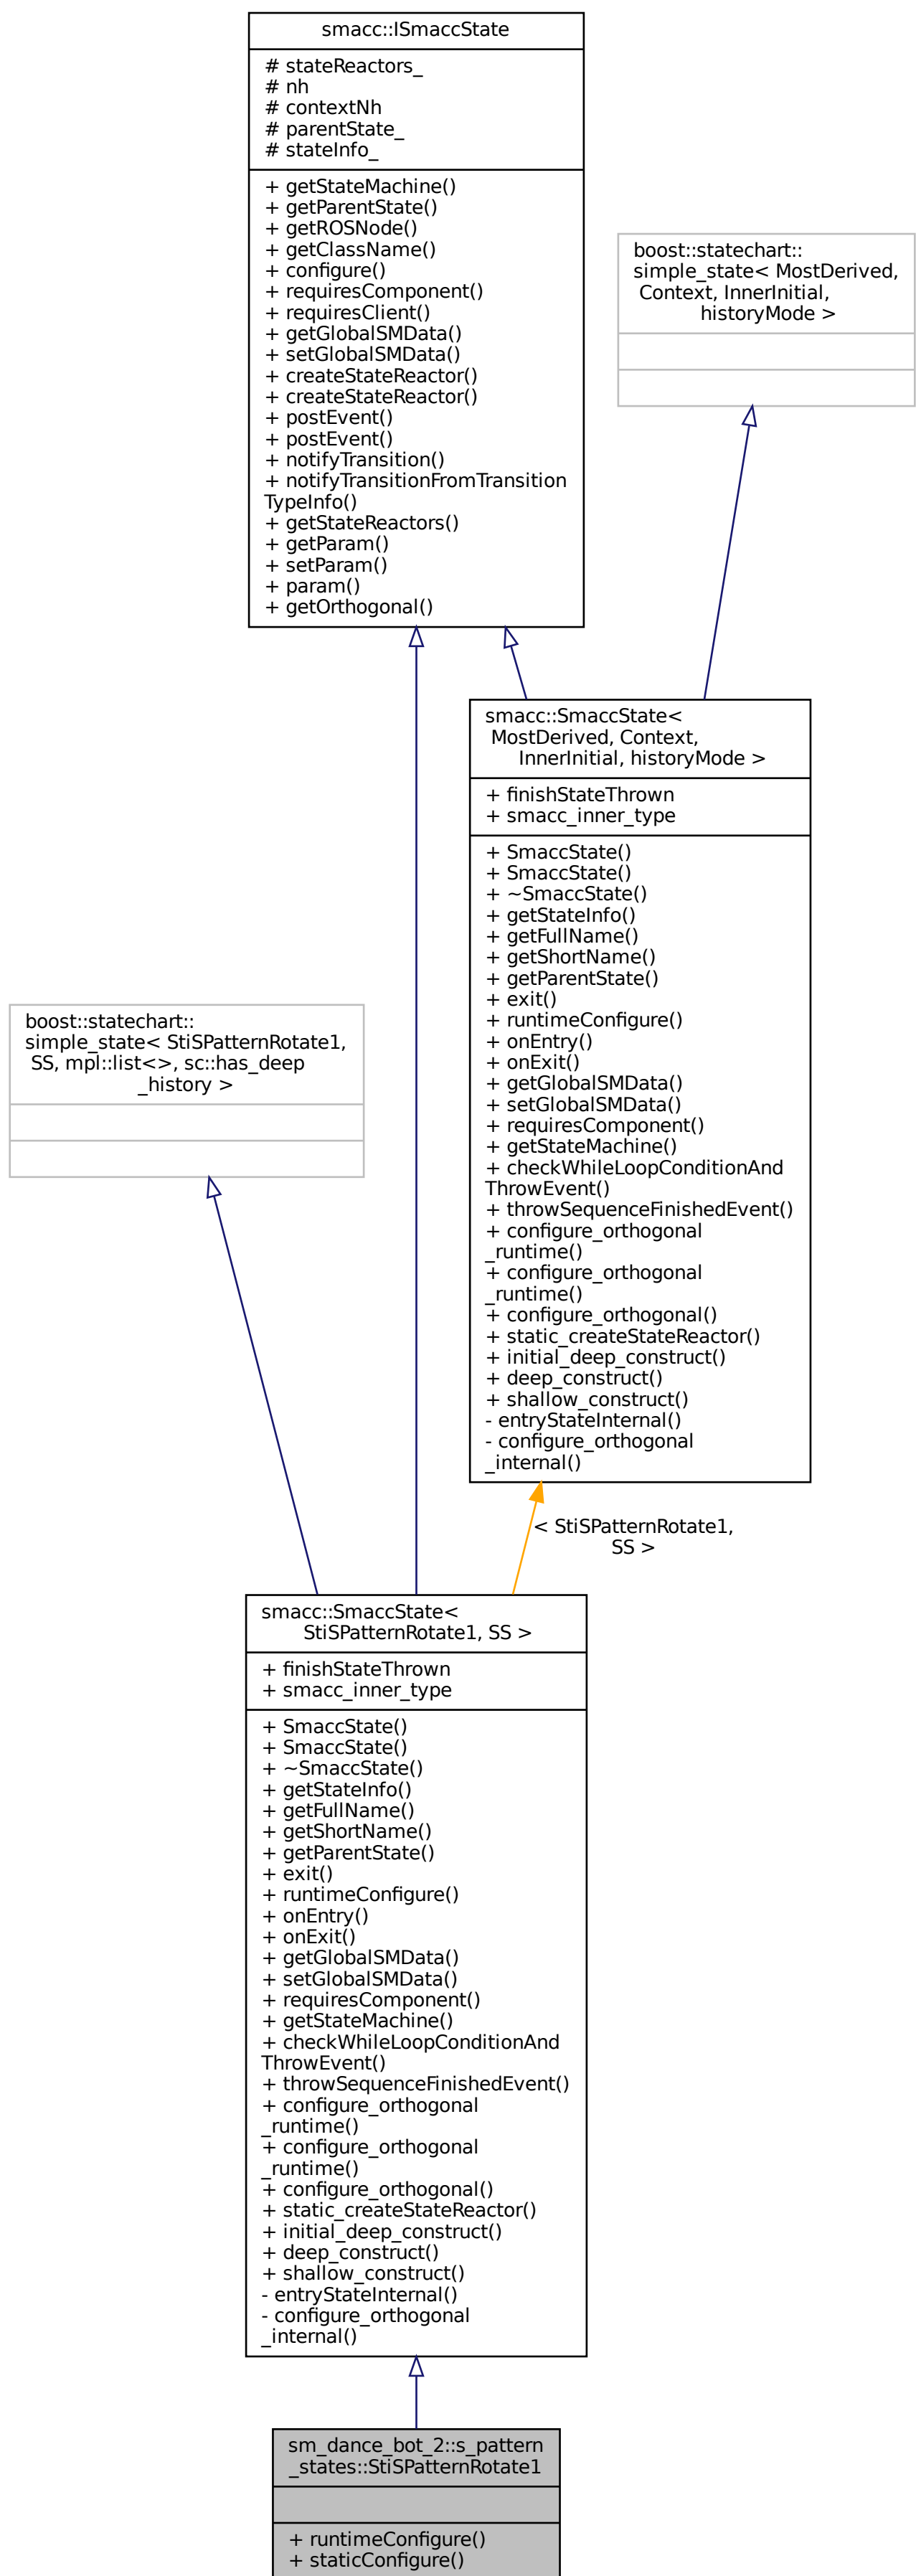 smacc::ISmaccState
# stateReactors_
# nh
# contextNh
# parentState_
# stateInfo_
+ getStateMachine()
+ getParentState()
+ getROSNode()
+ getClassName()
+ configure()
+ requiresComponent()
+ requiresClient()
+ getGlobalSMData()
+ setGlobalSMData()
+ createStateReactor()
+ createStateReactor()
+ postEvent()
+ postEvent()
+ notifyTransition()
+ notifyTransitionFromTransition
TypeInfo()
+ getStateReactors()
+ getParam()
+ setParam()
+ param()
+ getOrthogonal()
boost::statechart::
simple_state< MostDerived,
Context, InnerInitial,
historyMode >
smacc::SmaccState<
MostDerived, Context,
InnerInitial, historyMode >
+ finishStateThrown
+ smacc_inner_type
+ SmaccState()
+ SmaccState()
+ ~SmaccState()
+ getStateInfo()
+ getFullName()
+ getShortName()
+ getParentState()
+ exit()
+ runtimeConfigure()
+ onEntry()
+ onExit()
+ getGlobalSMData()
+ setGlobalSMData()
+ requiresComponent()
+ getStateMachine()
+ checkWhileLoopConditionAnd
ThrowEvent()
+ throwSequenceFinishedEvent()
+ configure_orthogonal
_runtime()
+ configure_orthogonal
_runtime()
+ configure_orthogonal()
+ static_createStateReactor()
+ initial_deep_construct()
+ deep_construct()
+ shallow_construct()
- entryStateInternal()
- configure_orthogonal
_internal()
boost::statechart::
simple_state< StiSPatternRotate1,
SS, mpl::list<>, sc::has_deep
_history >
< StiSPatternRotate1,
SS >
smacc::SmaccState<
StiSPatternRotate1, SS >
+ finishStateThrown
+ smacc_inner_type
+ SmaccState()
+ SmaccState()
+ ~SmaccState()
+ getStateInfo()
+ getFullName()
+ getShortName()
+ getParentState()
+ exit()
+ runtimeConfigure()
+ onEntry()
+ onExit()
+ getGlobalSMData()
+ setGlobalSMData()
+ requiresComponent()
+ getStateMachine()
+ checkWhileLoopConditionAnd
ThrowEvent()
+ throwSequenceFinishedEvent()
+ configure_orthogonal
_runtime()
+ configure_orthogonal
_runtime()
+ configure_orthogonal()
+ static_createStateReactor()
+ initial_deep_construct()
+ deep_construct()
+ shallow_construct()
- entryStateInternal()
- configure_orthogonal
_internal()
sm_dance_bot_2::s_pattern
_states::StiSPatternRotate1
+ runtimeConfigure()
+ staticConfigure()